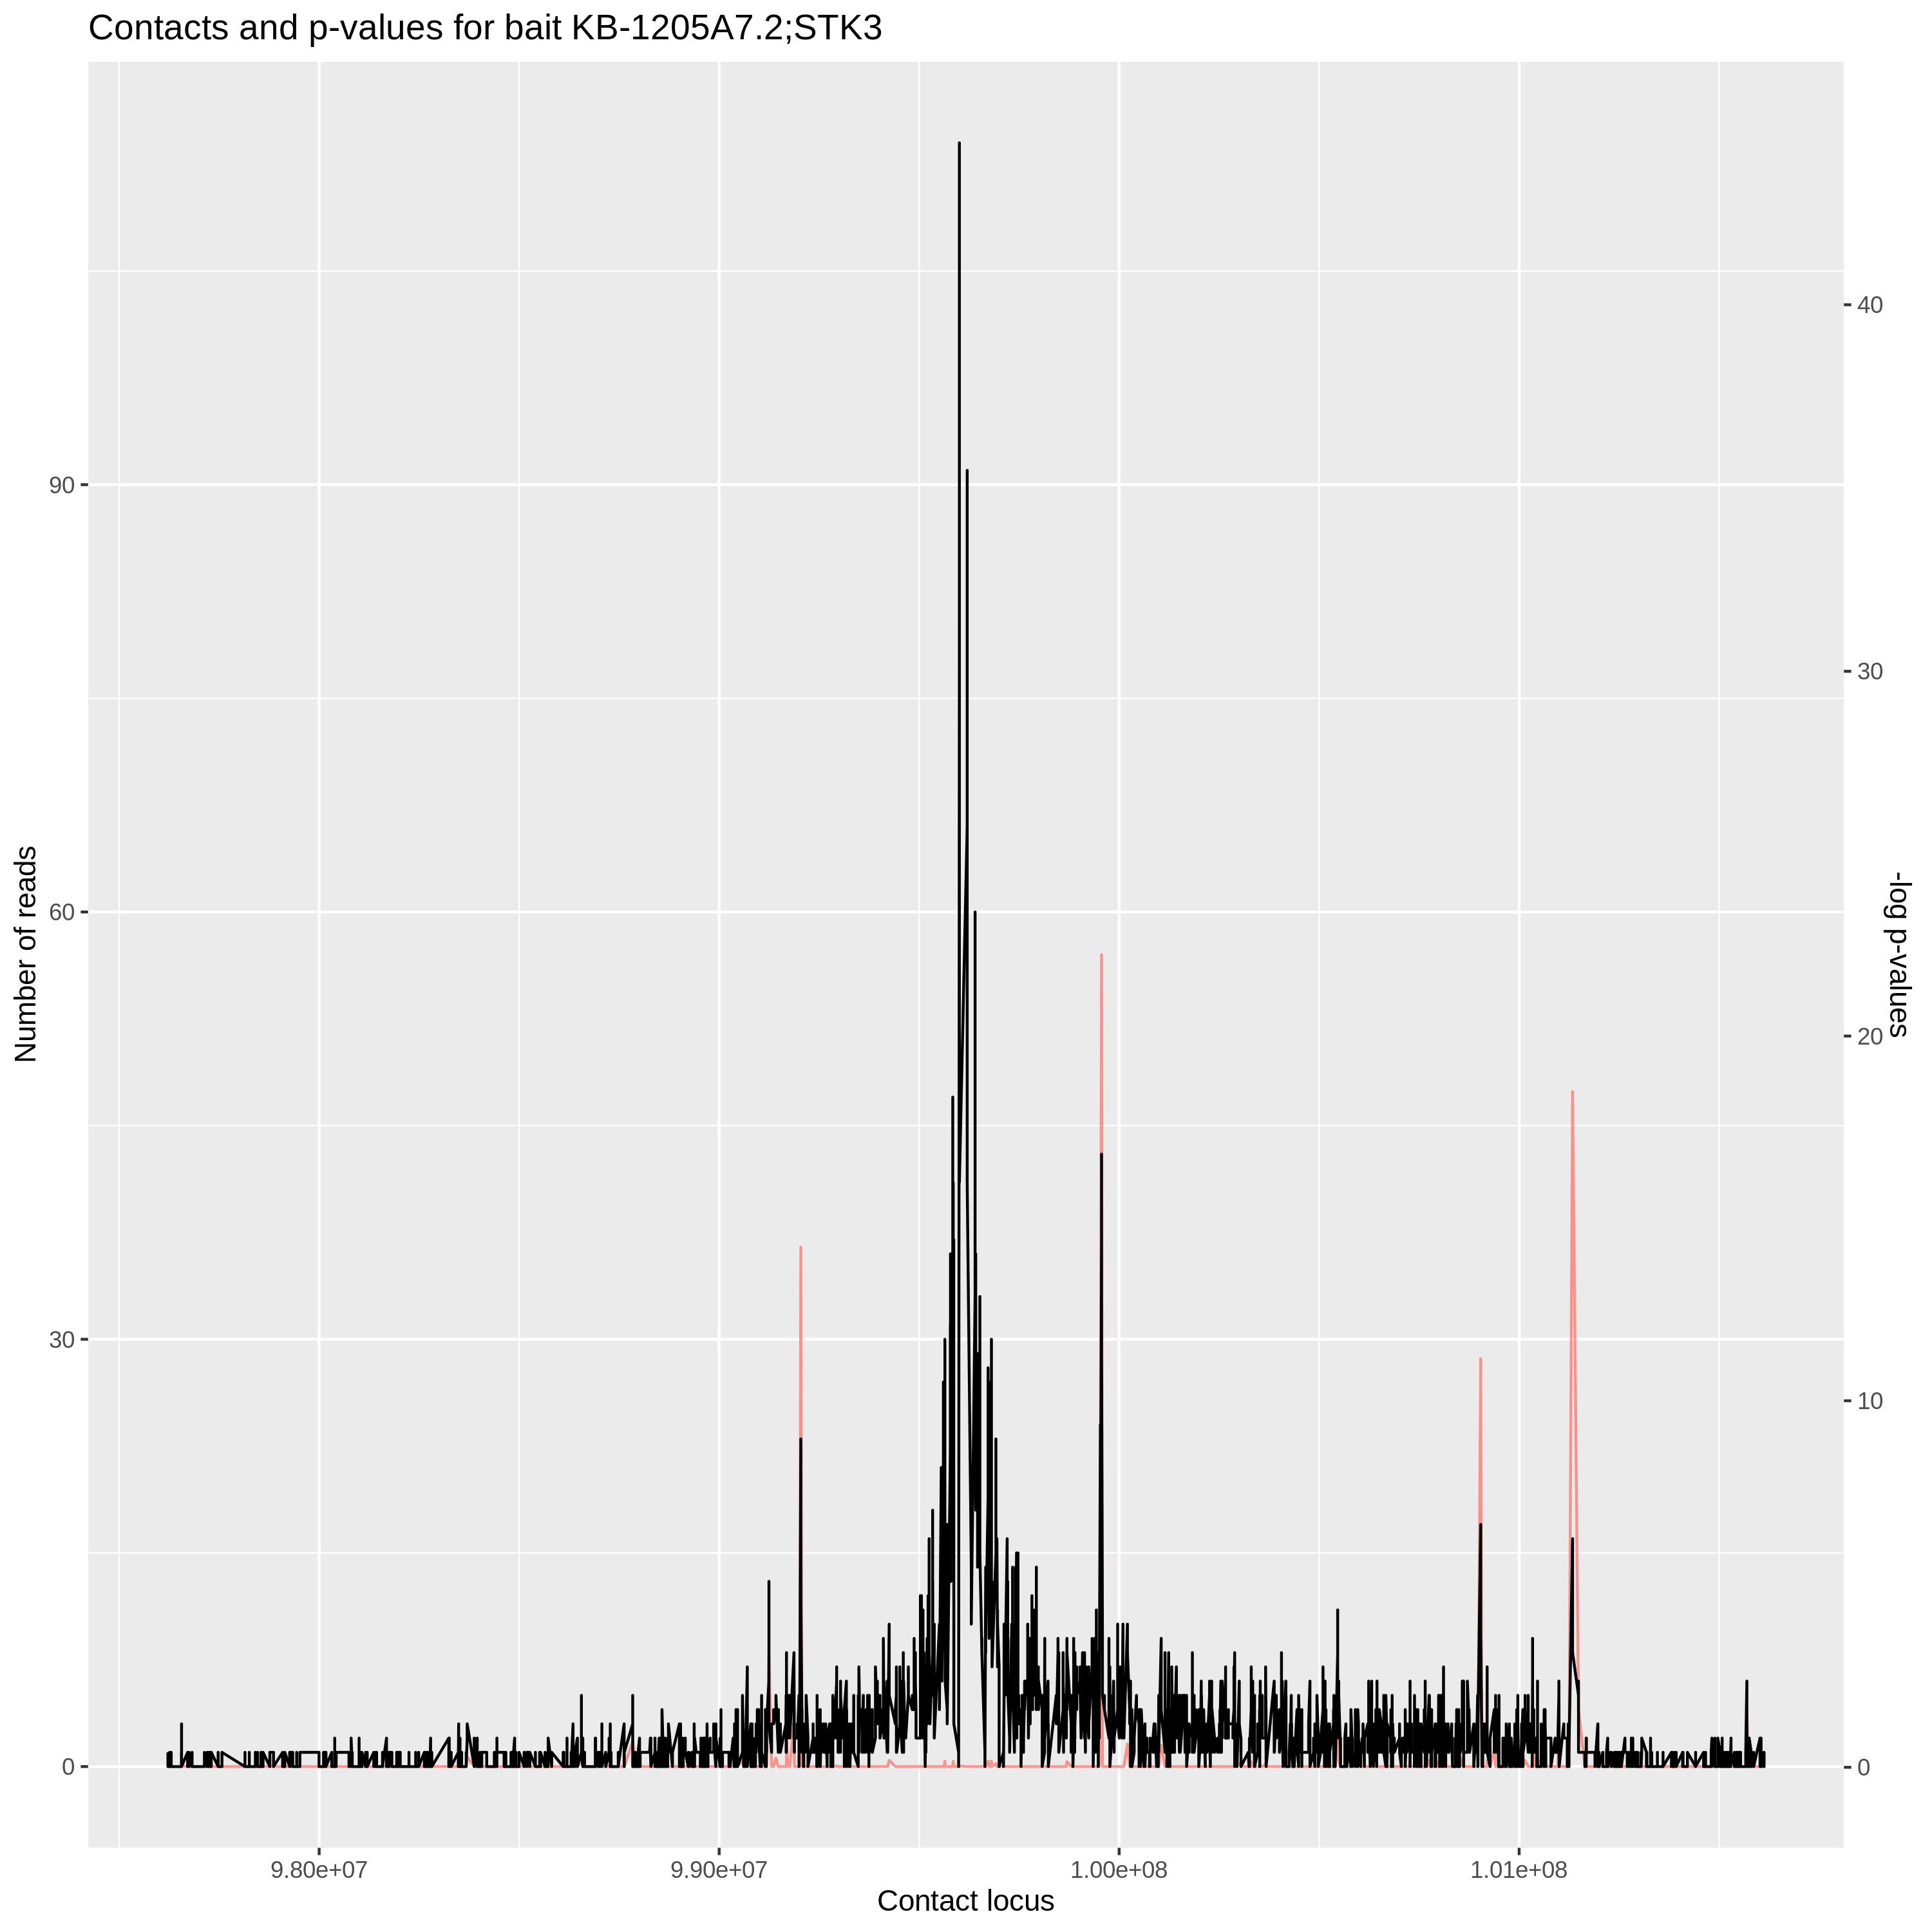 Contacts and p-values for bait KB-1205A7.2;STK3
40
90
30
Number of reads
60
-log p-values
20
10
30
0
0
9.80e+07 9.90e+07 1.00e+08 1.01e+08
Contact locus